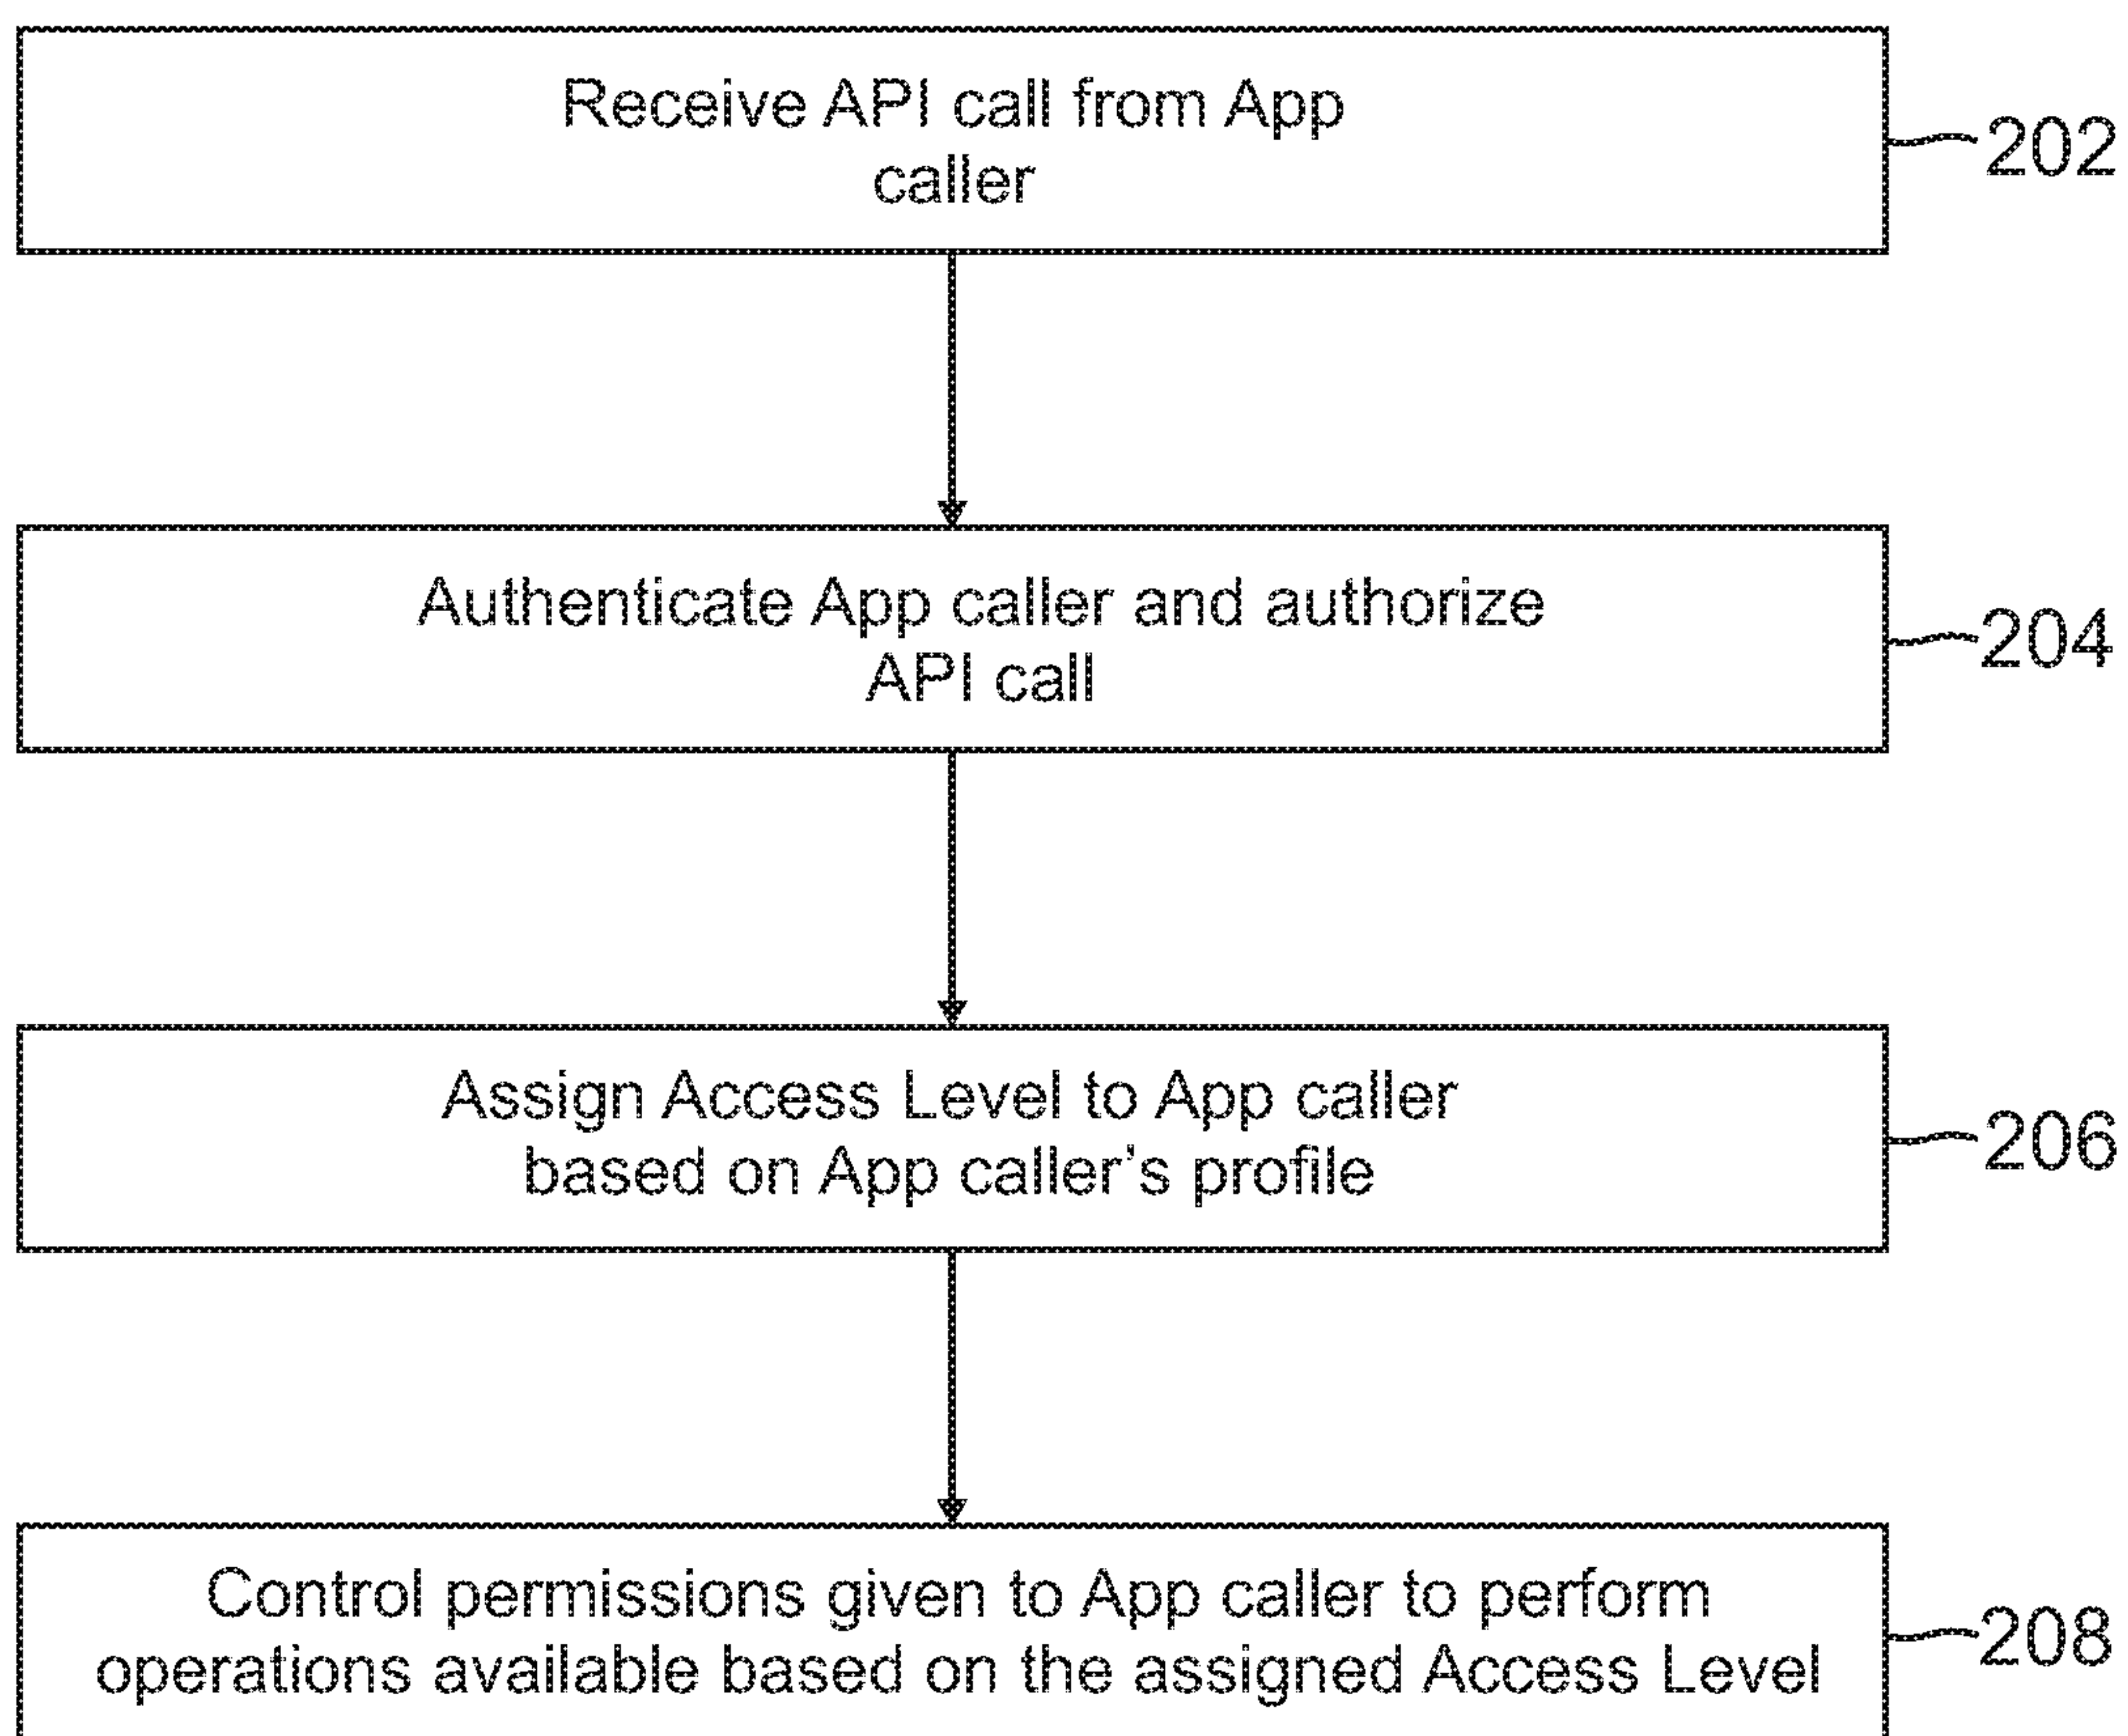 Receive API call from App
caller
202
Authenticate App caller and authorize
API call
204
Assign Access Level to App caller
based on App caller's profile
206
Control permissions given to App caller to perform
operations available based on the assigned Access Level
208